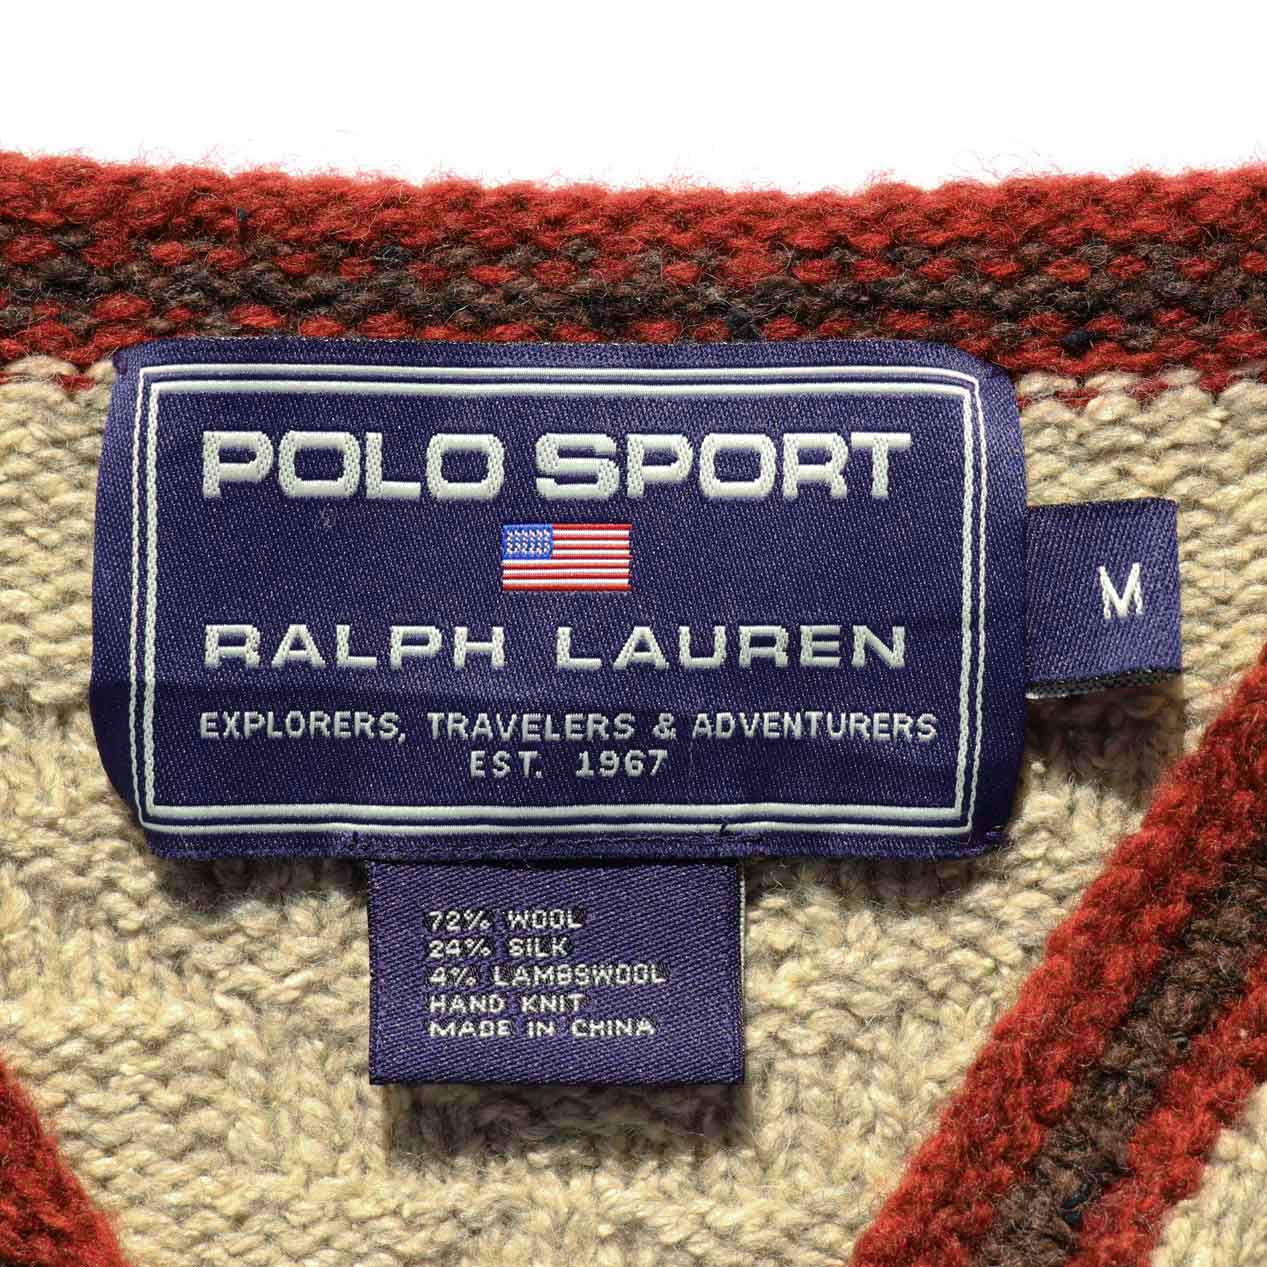 POLO SPORT
RALPH LAUREN
EXPLORERS, TRAVELERS & ADVENTURERS
EST. 1967
M
72% WOOL
24% SILK
4% LAMBSWOOL
HAND KNIT
MADE IN CHINA